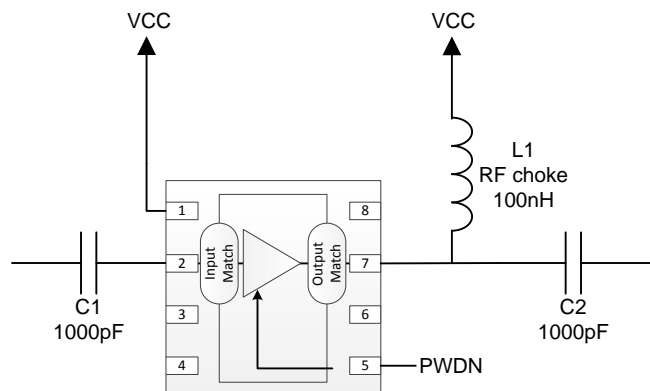 VCC
VCC
L1
RF choke
100nH
1
8
2
Input
Match
Output
Match
7
C1
1000pF
3
6
C2
1000pF
4
5
PWDN